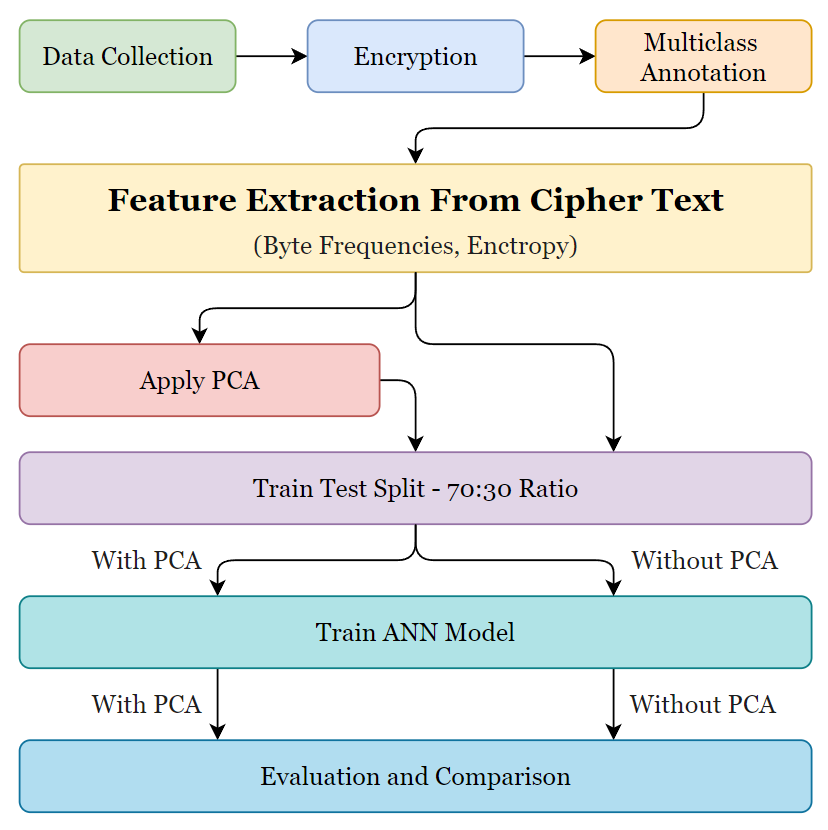 Data Collection
Encryption
Multiclass
Annotation
Feature Extraction From Cipher Text
(Byte Frequencies, Enctropy)
Apply PCA
Train Test Split - 70:30 Ratio
With PCA
Without PCA
Train ANN Model
With PCA
Without PCA
Evaluation and Comparison